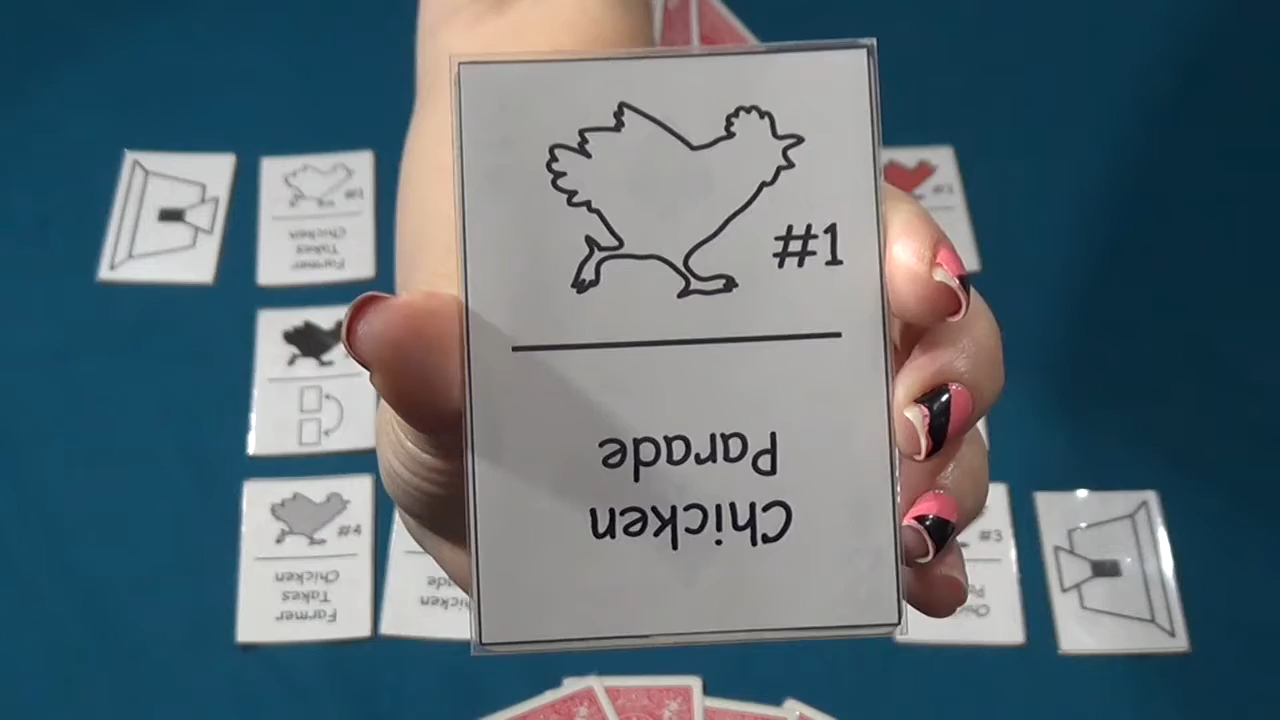 #1
Chicken
Parade
#1
Farmer
Takes
Chicken
#4
Farmer
Takes
Chicken
#3